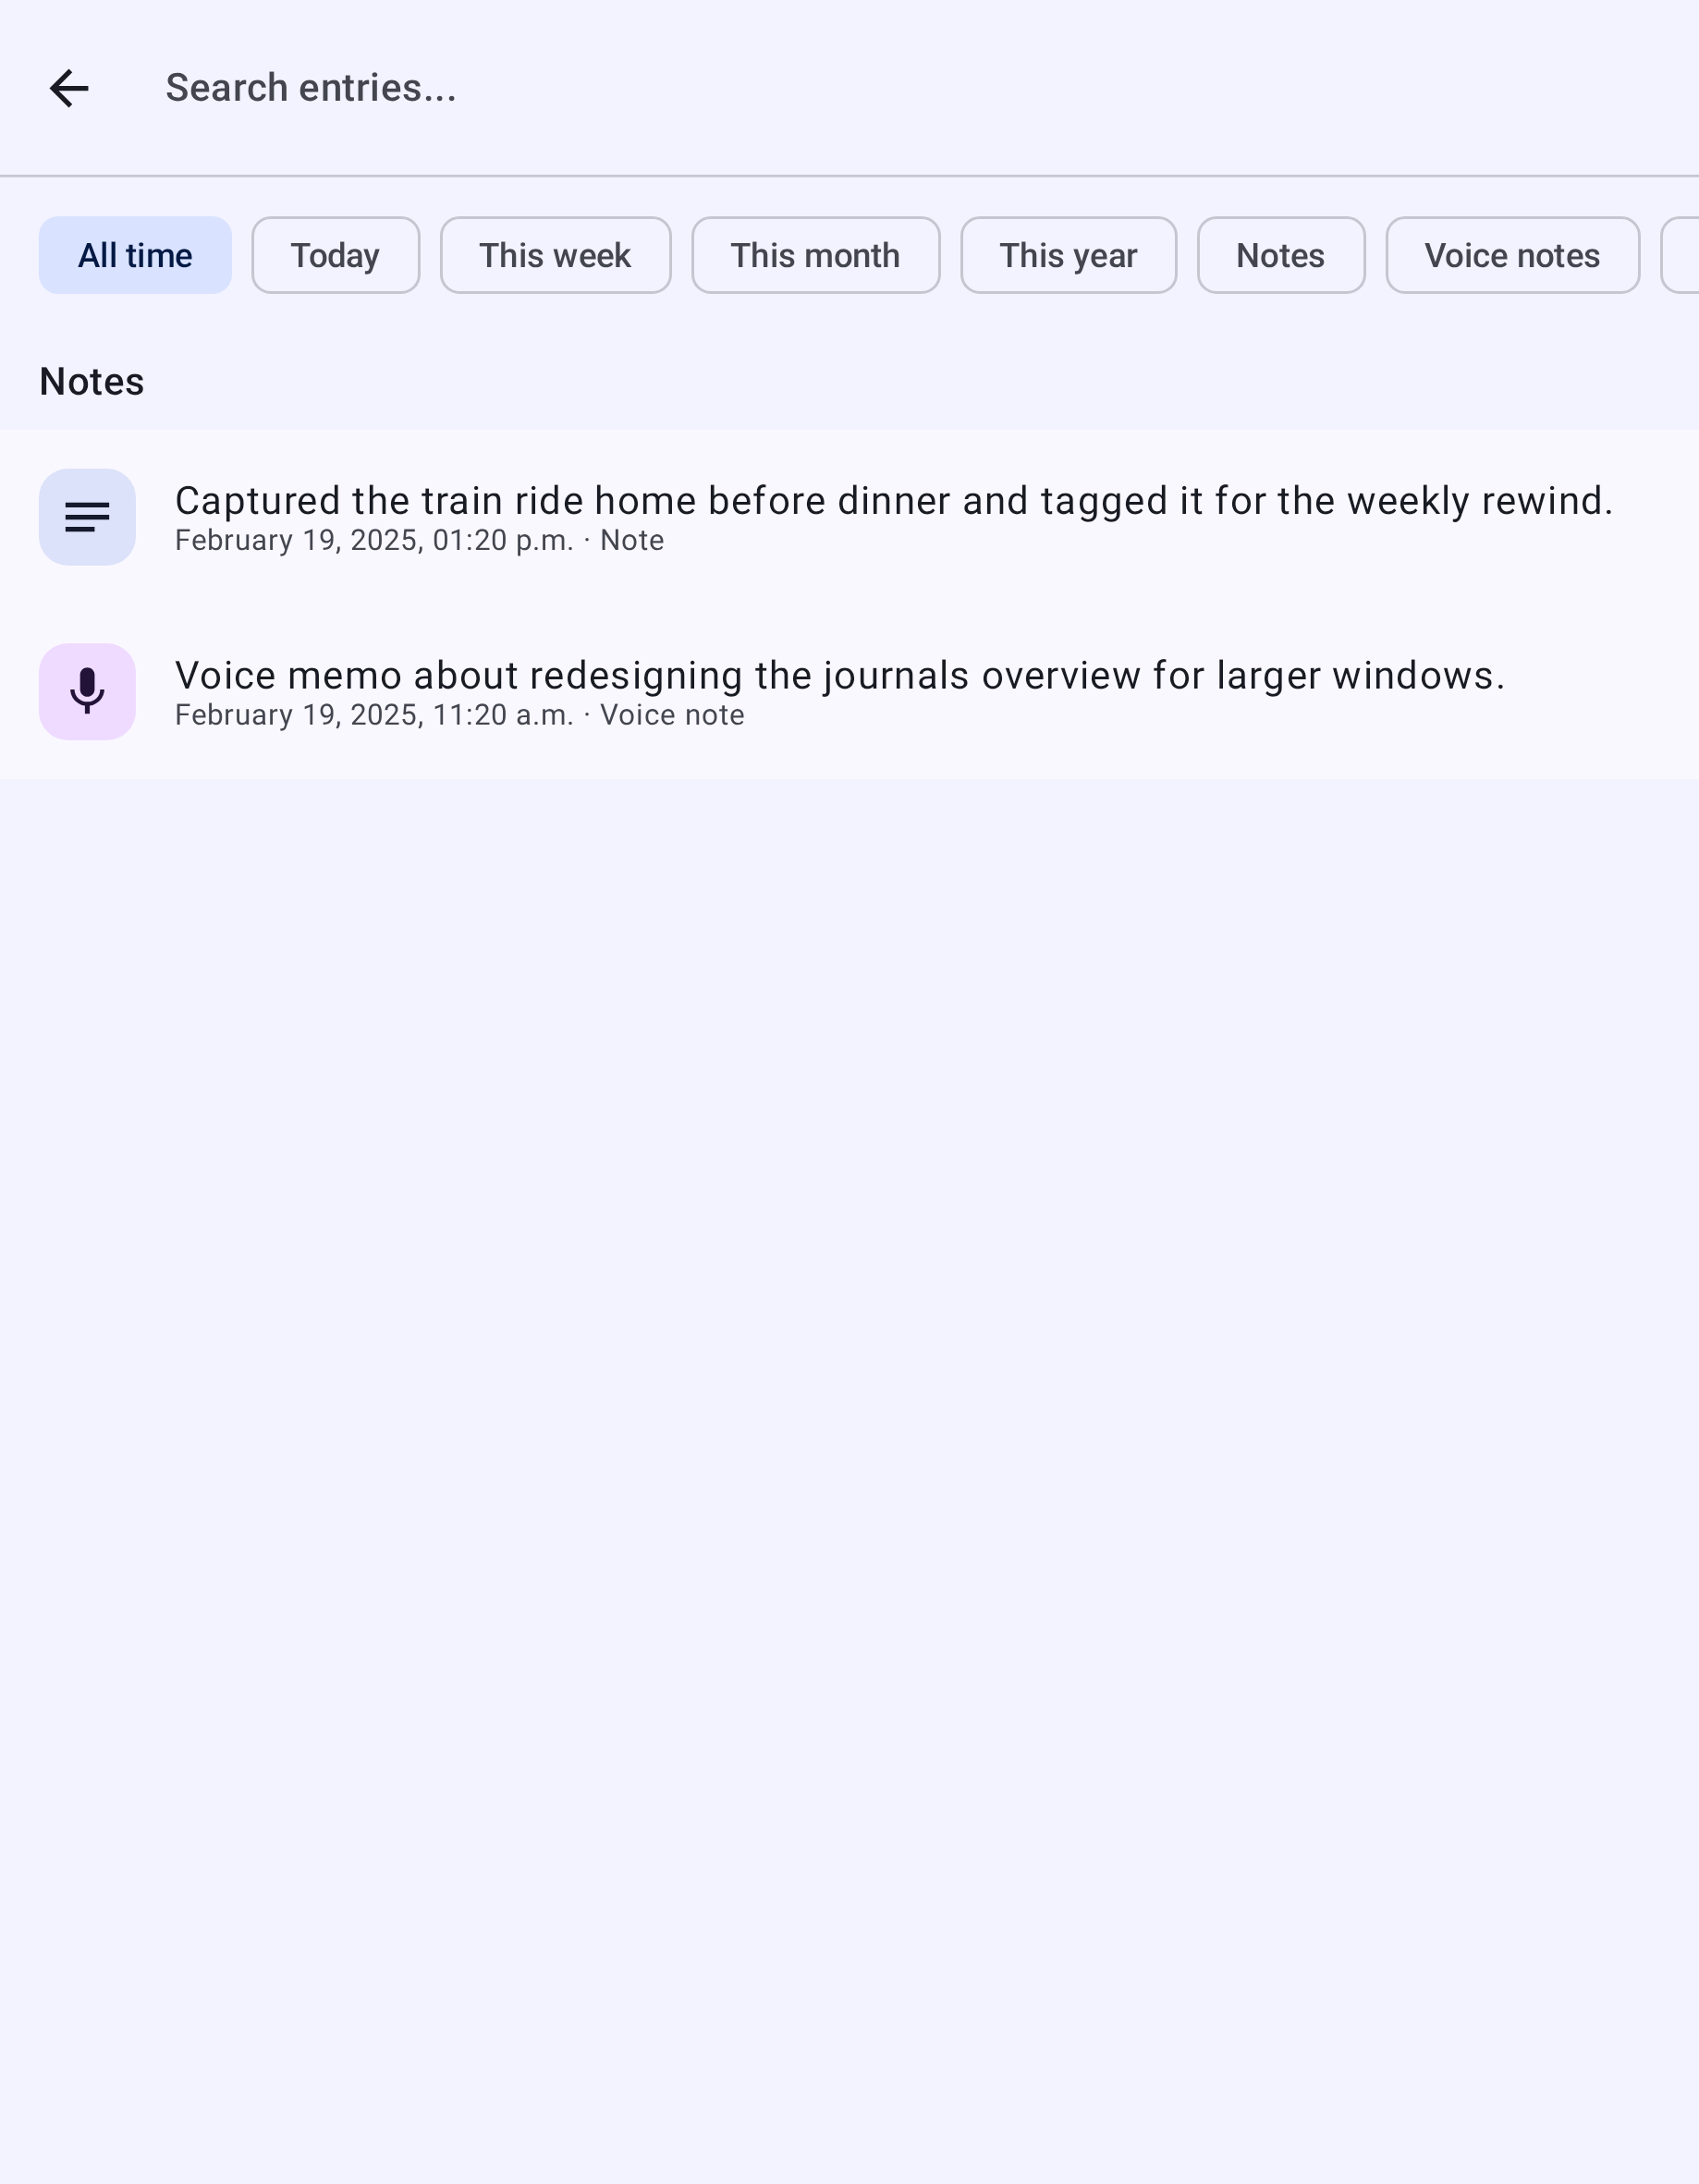 Search entries...
All time
Today
This week
This month
This year
Notes
Voice notes
Notes
Captured the train ride home before dinner and tagged it for the weekly rewind.
February 19, 2025, 01:20 p.m. · Note
Voice memo about redesigning the journals overview for larger windows.
February 19, 2025, 11:20 a.m. · Voice note